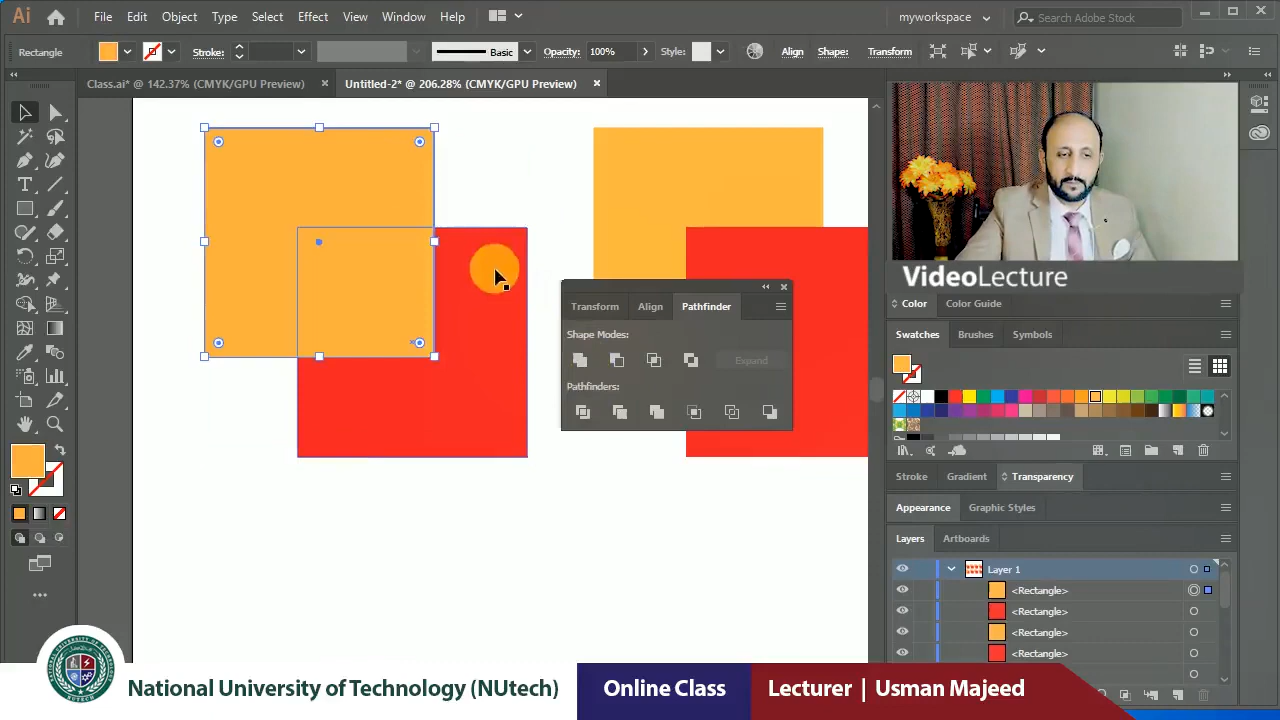 Ai File Edit Object Type Select Effect View Window Help myworkspace Search Adobe Stock
Rectangle Stroke: Basic Opacity: 100% Style: Align Shape: Transform
Class.ai* @ 142.37% (CMYK/GPU Preview) Untitled-2* @ 206.28% (CMYK/GPU Preview)
VideoLecture
Color Color Guide
Transform Align Pathfinder
Shape Modes:
Expand
Pathfinders:
Swatches Brushes Symbols
Stroke Gradient Transparency
Appearance Graphic Styles
Layers Artboards
Layer 1
<Rectangle>
<Rectangle>
<Rectangle>
<Rectangle>
National University of Technology (NUtech) Online Class Lecturer | Usman Majeed